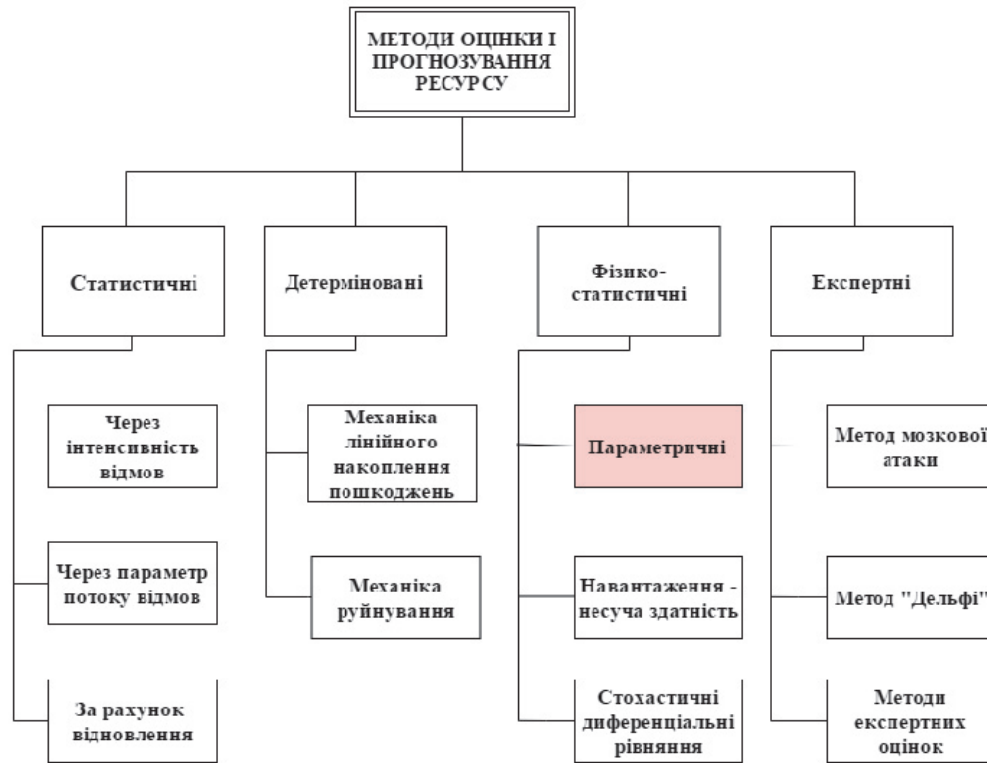 МЕТОДИ ОЦІНКИ І
ПРОГНОЗУВАННЯ
РЕСУРСУ
Статистичні
Детерміновані
Фізико-
статистичні
Експертні
Через
інтенсивність
відмов
Через параметр
потоку відмов
За рахунок
відновлення
Механіка
лінійного
накоплення
пошкоджень
Механіка
руйнування
Параметричні
Навантаження -
несуча здатність
Стохастичні
диференціальні
рівняння
Метод мозкової
атаки
Метод "Дельфі"
Методи
експертних
оцінок